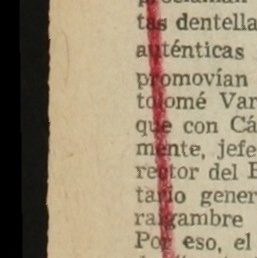 proclaman
tas dentella
auténticas
promovían
tolomé Var
que con Cá
mente, jefe
rector del E
tario gener
raigambre
Por eso, el